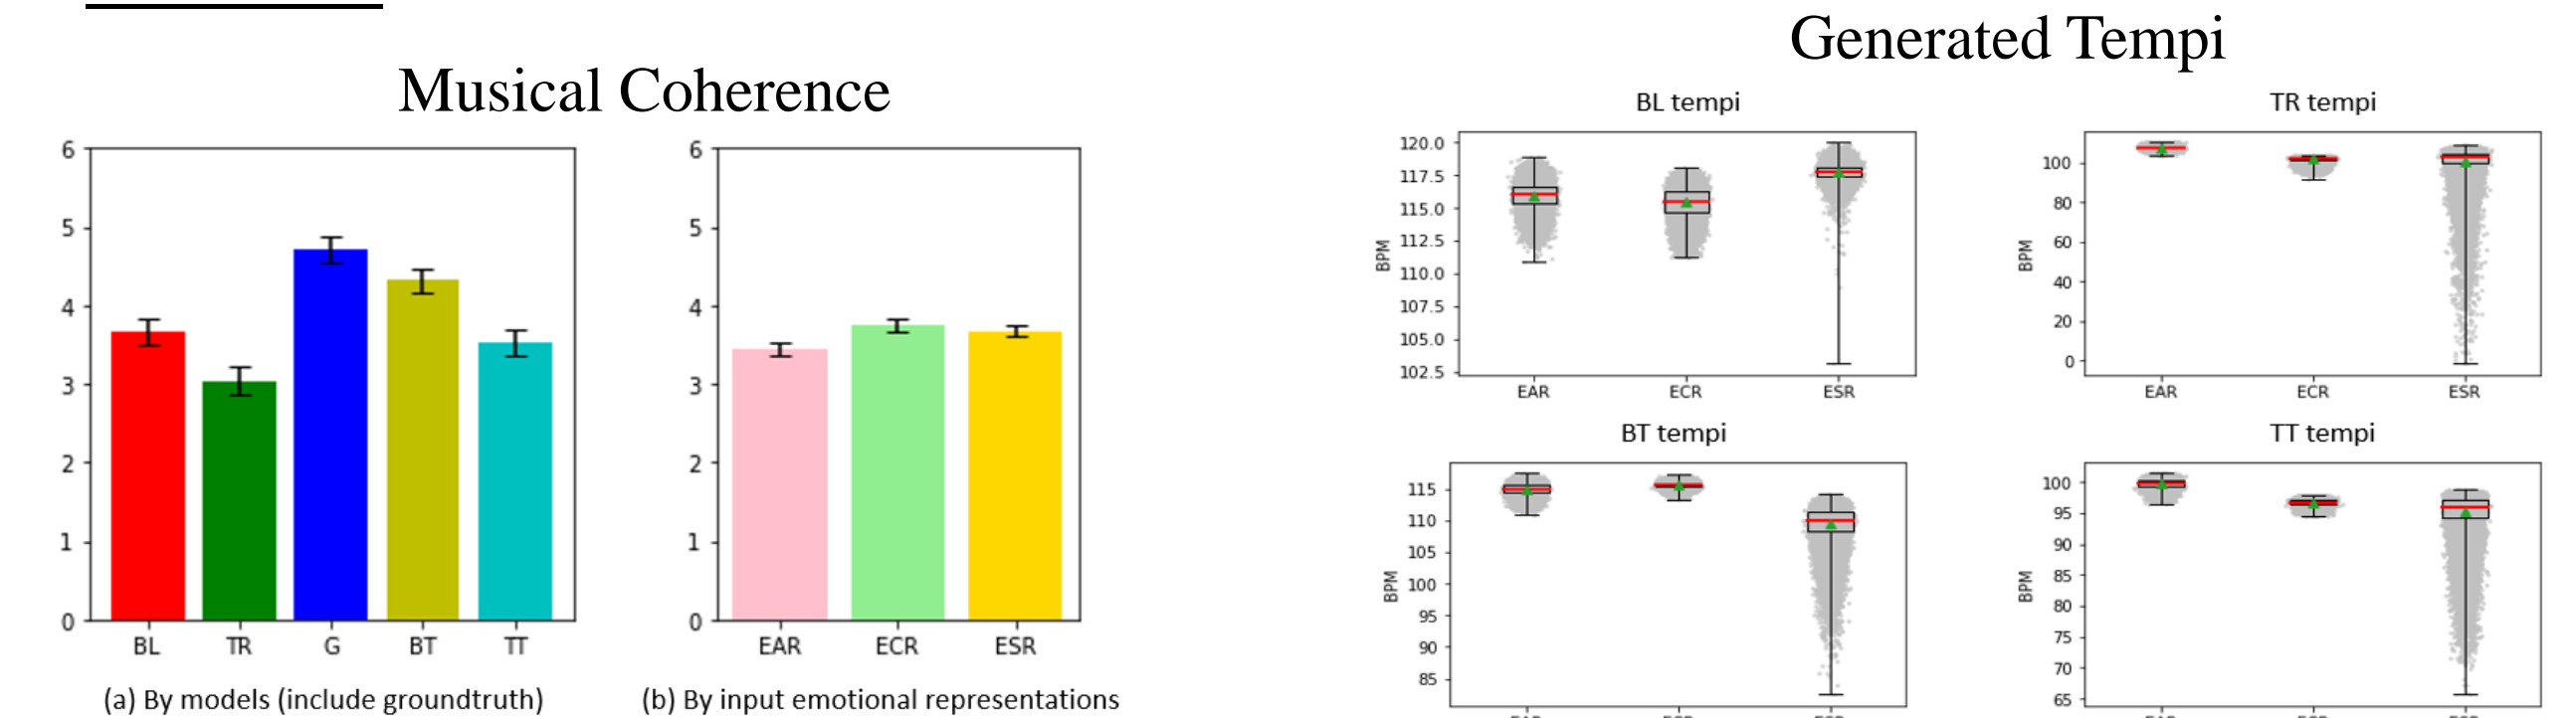 Musical Coherence
6
5
4
3
2
1
0
BL TR G BT TT
(a) By models (include groundtruth)
6
5
4
3
2
1
0
EAR ECR ESR
(b) By input emotional representations
Generated Tempi
BL tempi
BPM
120.0
117.5
115.0
112.5
110.0
107.5
105.0
102.5
EAR ECR ESR
TR tempi
BPM
100
80
60
40
20
0
EAR ECR ESR
BT tempi
BPM
115
110
105
100
95
90
85
TT tempi
BPM
100
95
90
85
80
75
70
65